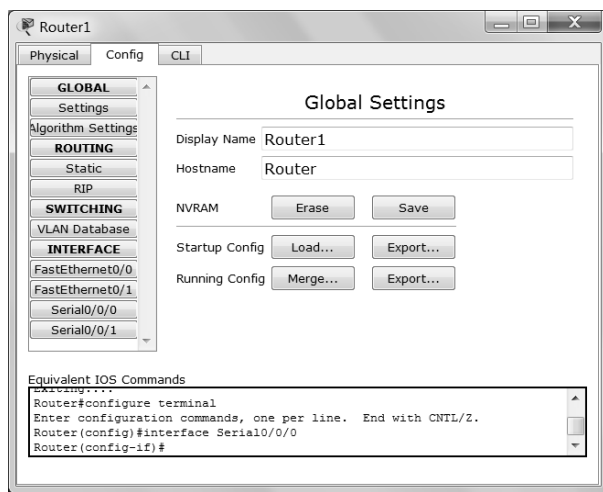 Router1
X
Physical Config CLI
GLOBAL
Settings
Algorithm Settings
ROUTING
Static
RIP
SWITCHING
VLAN Database
INTERFACE
FastEthernet0/0
FastEthernet0/1
Serial0/0/0
Serial0/0/1
Global Settings
Display Name Router1
Hostname Router
NVRAM Erase Save
Startup Config Load... Export...
Running Config Merge... Export...
Equivalent IOS Commands
Exiting....
Router#configure terminal
Enter configuration commands, one per line. End with CNTL/Z.
Router(config)#interface Serial0/0/0
Router(config-if)#